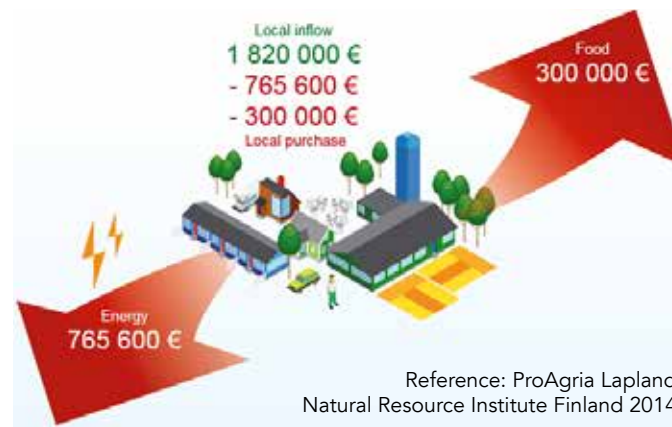 Local inflow
1 820 000 €
- 765 600 €
- 300 000 €
Local purchase
Food
300 000 €
Energy
765 600 €
Reference: ProAgria Lapland
Natural Resource Institute Finland 2014